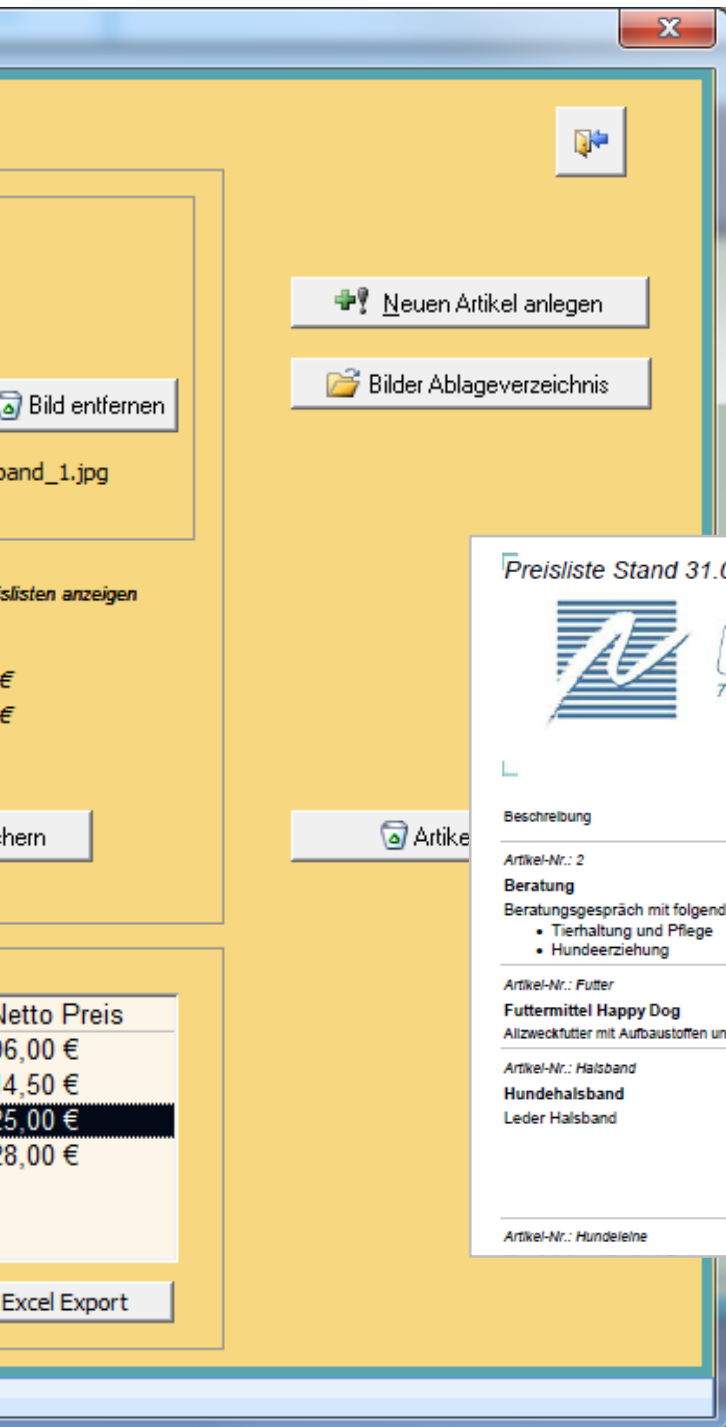 Neuen Artikel anlegen
Bild entfernen
Bilder Ablageverzeichnis
band_1.jpg
islisten anzeigen
€
€
hern
Artike
Netto Preis
96,00 €
14,50 €
25,00 €
28,00 €
Excel Export
Preisliste Stand 31.0
Beschreibung
Artikel-Nr.: 2
Beratung
Beratungsgespräch mit folgend
• Tierhaltung und Pflege
• Hundeerziehung
Artikel-Nr.: Futter
Futtermittel Happy Dog
Allzweckfutter mit Aufbaustoffen un
Artikel-Nr.: Halsband
Hundehalsband
Leder Halsband
Artikel-Nr.: Hundeleine